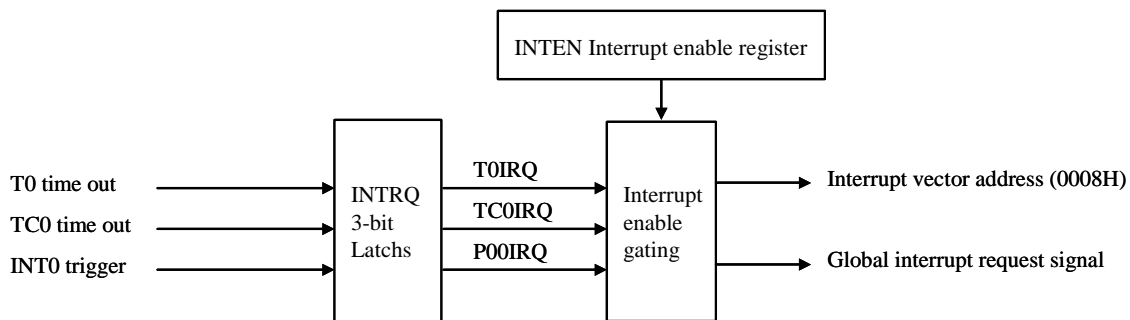 INTEN Interrupt enable register
T0 time out
TC0 time out
INT0 trigger
INTRQ
3-bit
Latchs
T0IRQ
TC0IRQ
P00IRQ
Interrupt
enable
gating
Interrupt vector address (0008H)
Global interrupt request signal